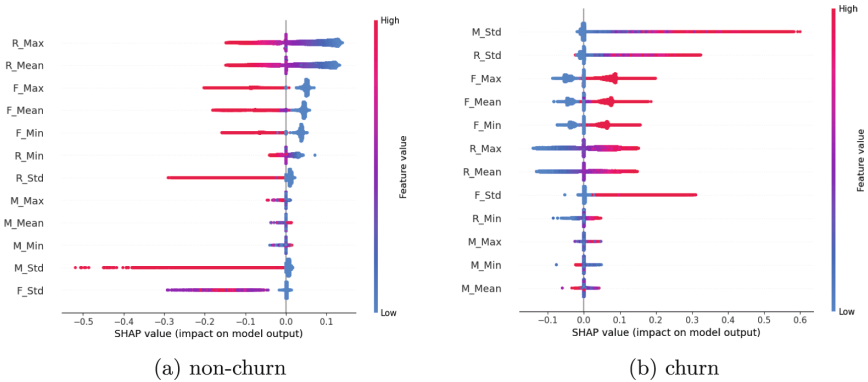 High
R_Max
R_Mean
F_Max
F_Mean
F_Min
R_Min
R_Std
M_Max
M_Mean
M_Min
M_Std
F_Std
Feature value
Low
−0.5 −0.4 −0.3 −0.2 −0.1 0.0 0.1
SHAP value (impact on model output)
(a) non-churn
High
M_Std
R_Std
F_Max
F_Mean
F_Min
R_Max
R_Mean
F_Std
R_Min
M_Max
M_Min
M_Mean
Feature value
Low
−0.1 0.0 0.1 0.2 0.3 0.4 0.5 0.6
SHAP value (impact on model output)
(b) churn